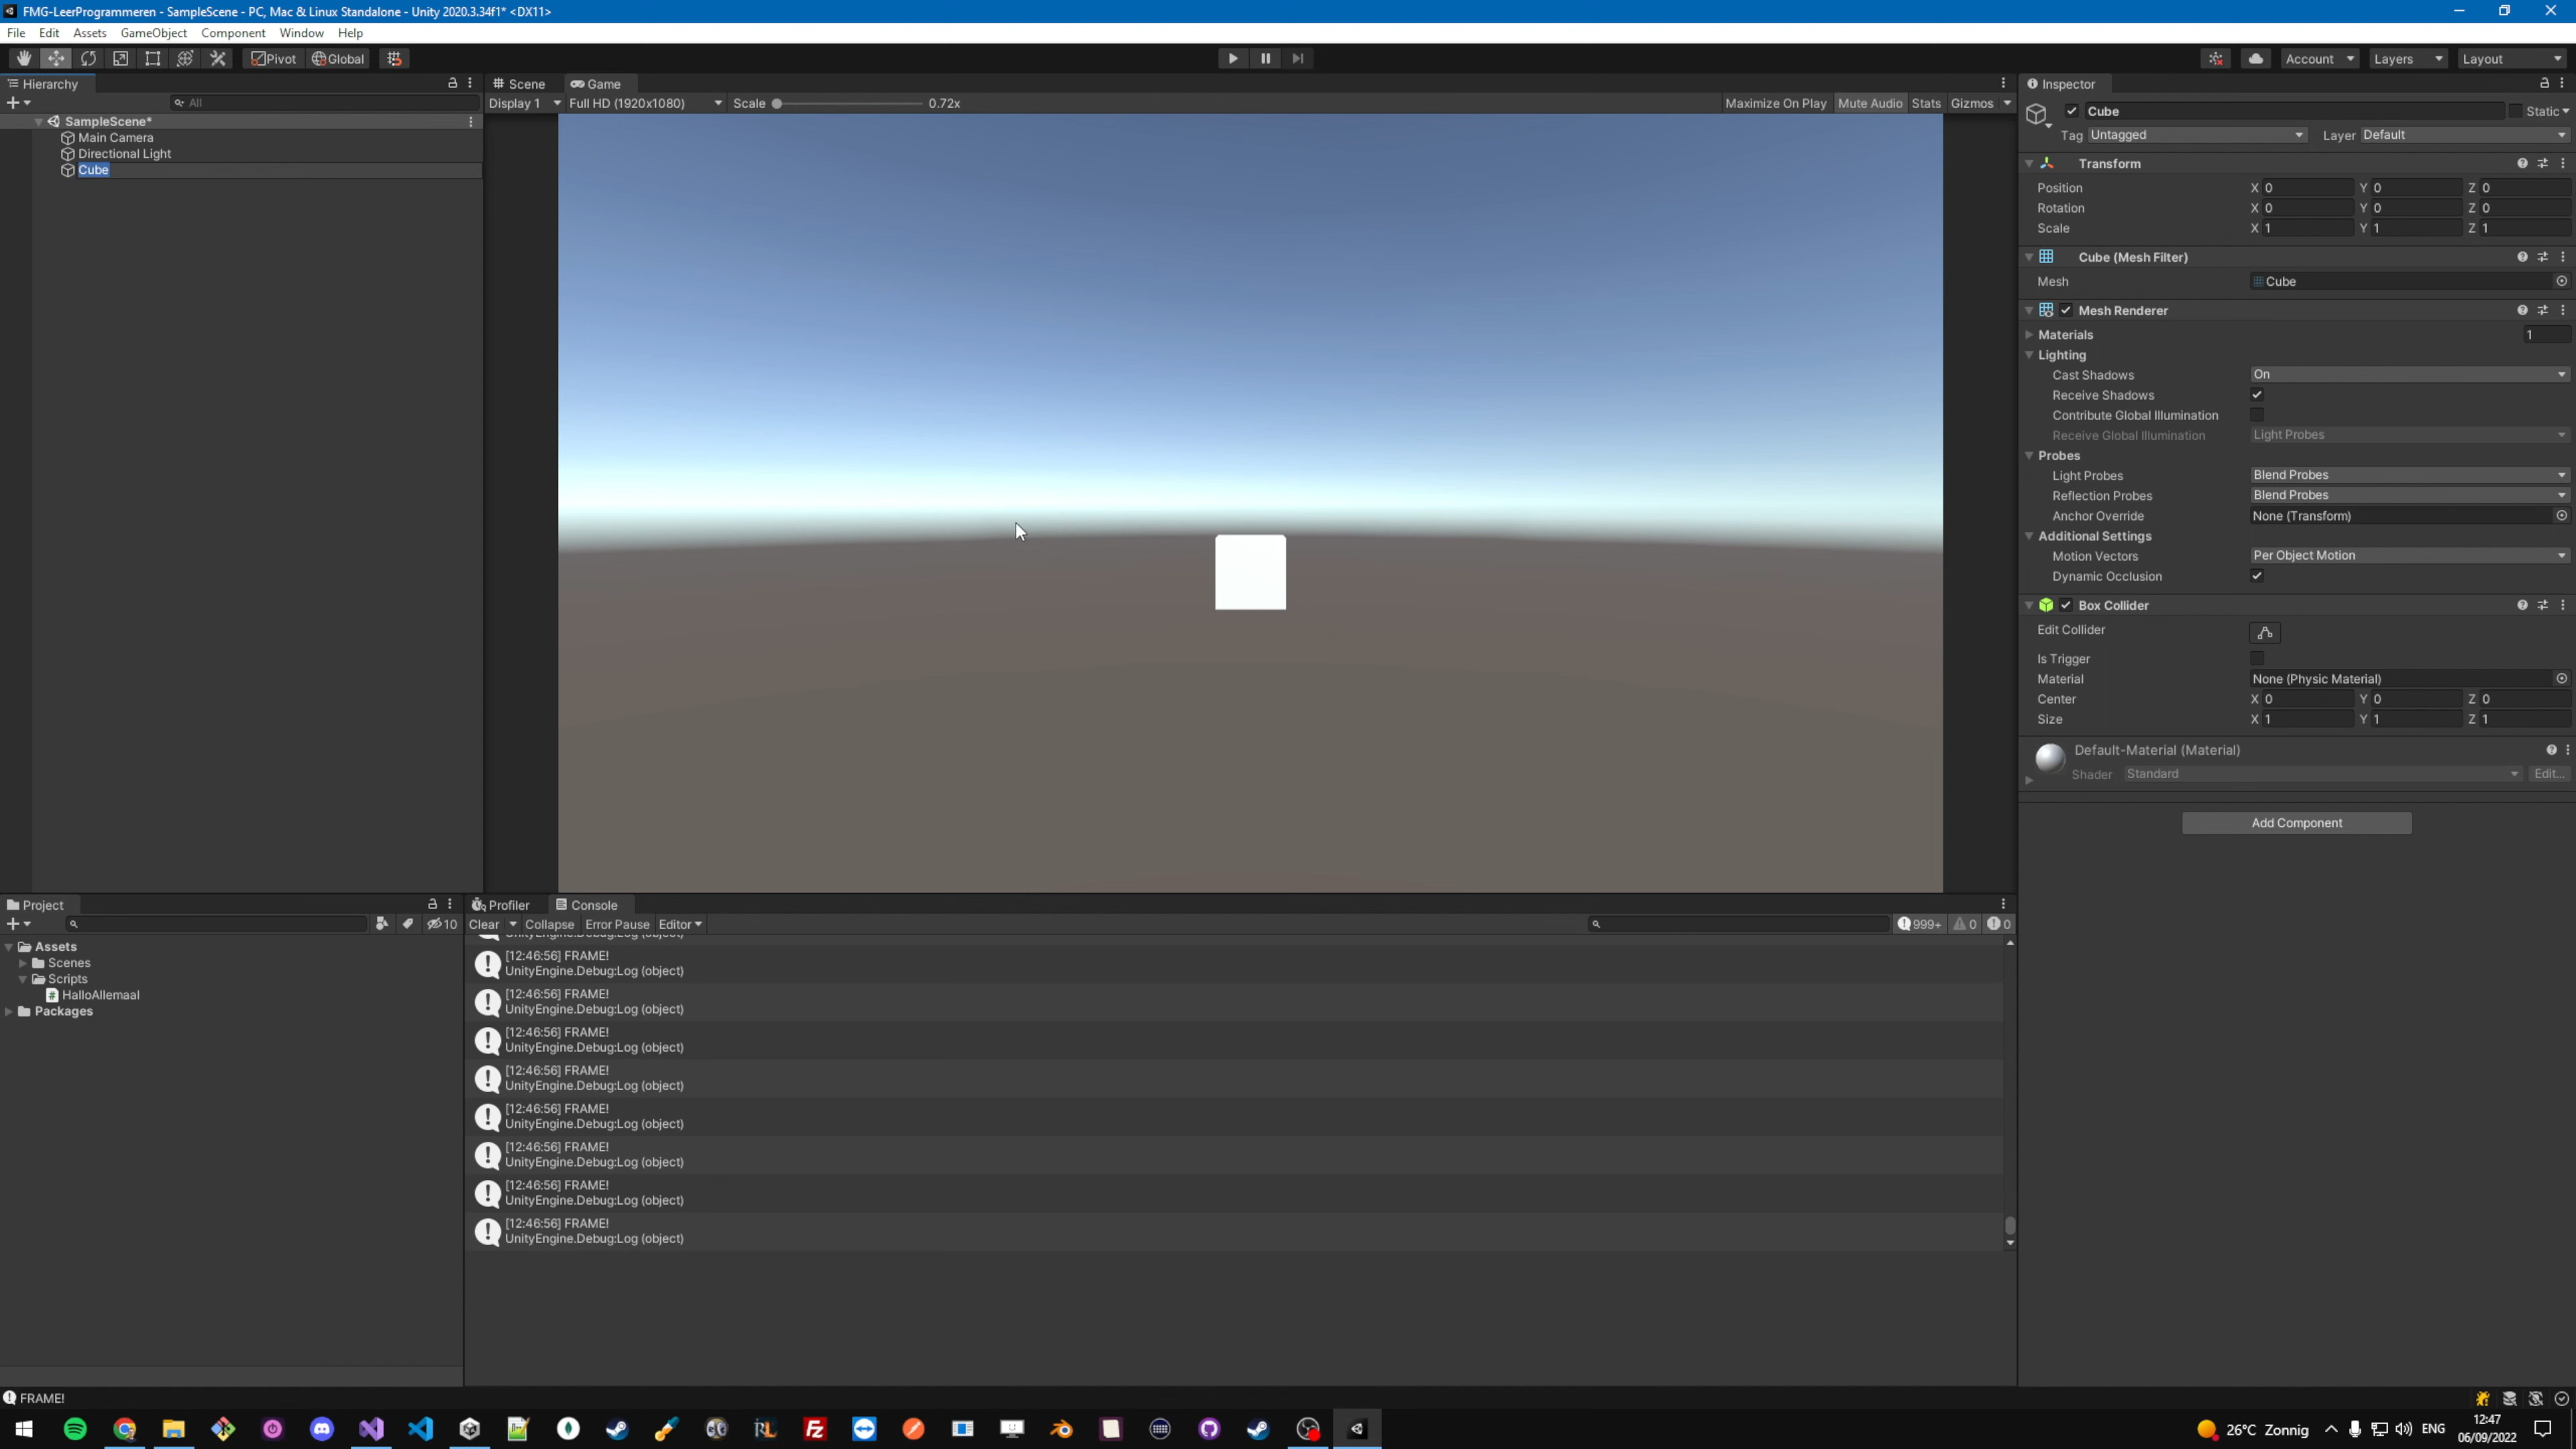 FMG-LeerProgrammeren - SampleScene - PC, Mac & Linux Standalone - Unity 2020.3.34f1* <DX11>
File Edit Assets GameObject Component Window Help
Pivot Global Account Layers Layout
Hierarchy
All
SampleScene*
Main Camera
Directional Light
Cube
Scene Game
Display 1 Full HD (1920x1080) Scale 0.72x Maximize On Play Mute Audio Stats Gizmos
Inspector
Cube Static
Tag Untagged Layer Default
Transform
Position X 0 Y 0 Z 0
Rotation X 0 Y 0 Z 0
Scale X 1 Y 1 Z 1
Cube (Mesh Filter)
Mesh Cube
Mesh Renderer
Materials 1
Lighting
Cast Shadows On
Receive Shadows
Contribute Global Illumination
Receive Global Illumination Light Probes
Probes
Light Probes Blend Probes
Reflection Probes Blend Probes
Anchor Override None (Transform)
Additional Settings
Motion Vectors Per Object Motion
Dynamic Occlusion
Box Collider
Edit Collider
Is Trigger
Material None (Physic Material)
Center X 0 Y 0 Z 0
Size X 1 Y 1 Z 1
Default-Material (Material)
Shader Standard Edit...
Add Component
Project
10
Assets
Scenes
Scripts
HalloAllemaal
Packages
Profiler Console
Clear Collapse Error Pause Editor 999+ 0 0
UnityEngine.Debug:Log (object)
[12:46:56] FRAME!
UnityEngine.Debug:Log (object)
[12:46:56] FRAME!
UnityEngine.Debug:Log (object)
[12:46:56] FRAME!
UnityEngine.Debug:Log (object)
[12:46:56] FRAME!
UnityEngine.Debug:Log (object)
[12:46:56] FRAME!
UnityEngine.Debug:Log (object)
[12:46:56] FRAME!
UnityEngine.Debug:Log (object)
[12:46:56] FRAME!
UnityEngine.Debug:Log (object)
[12:46:56] FRAME!
UnityEngine.Debug:Log (object)
FRAME!
26°C Zonnig ENG
12:47
06/09/2022